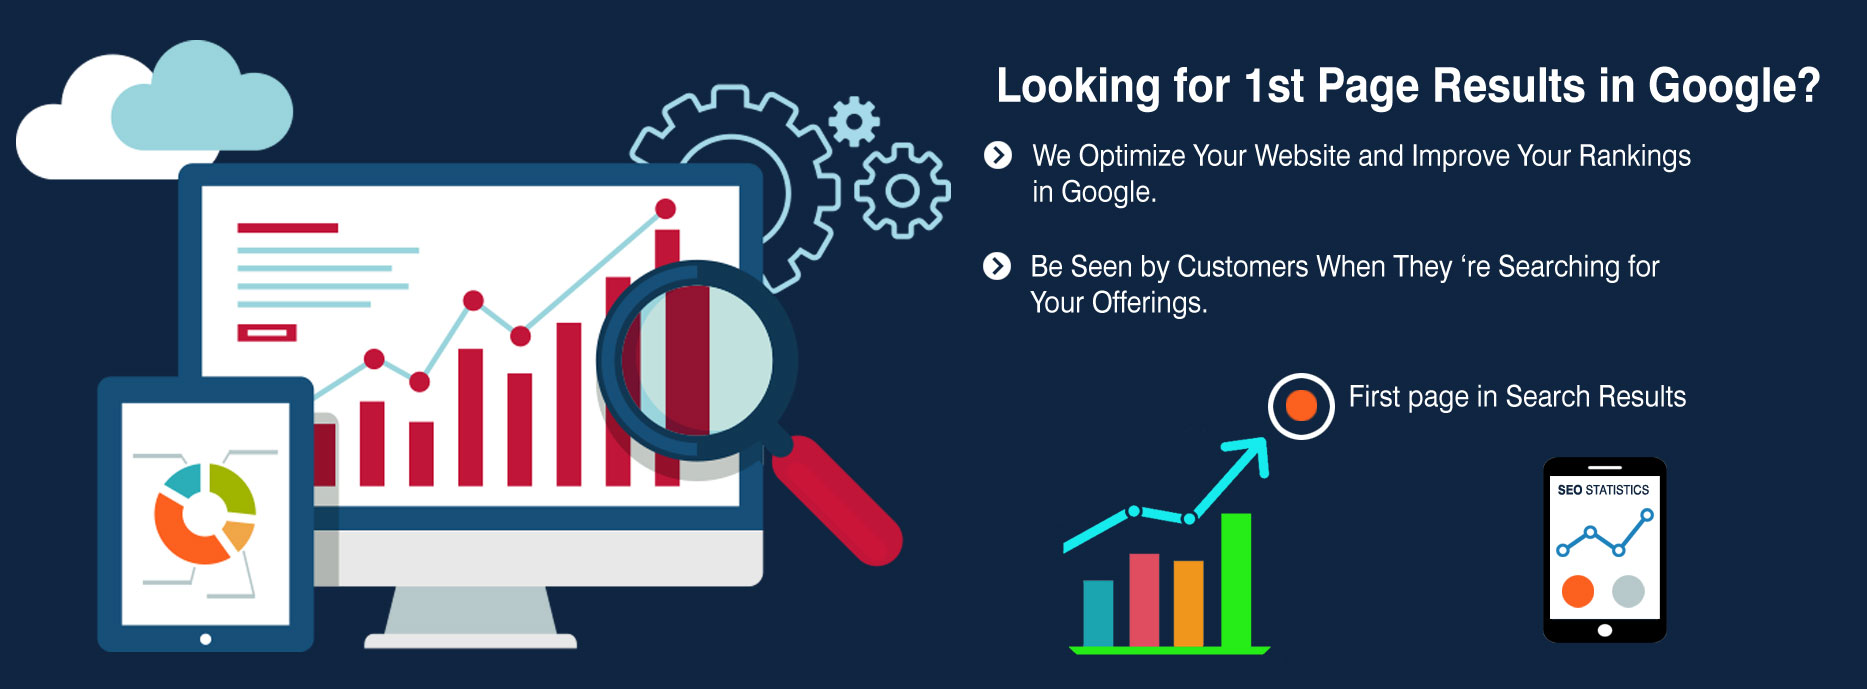 Looking for 1st Page Results in Google?
We Optimize Your Website and Improve Your Rankings
in Google.
Be Seen by Customers When They ‘re Searching for
Your Offerings.
First page in Search Results
SEO STATISTICS